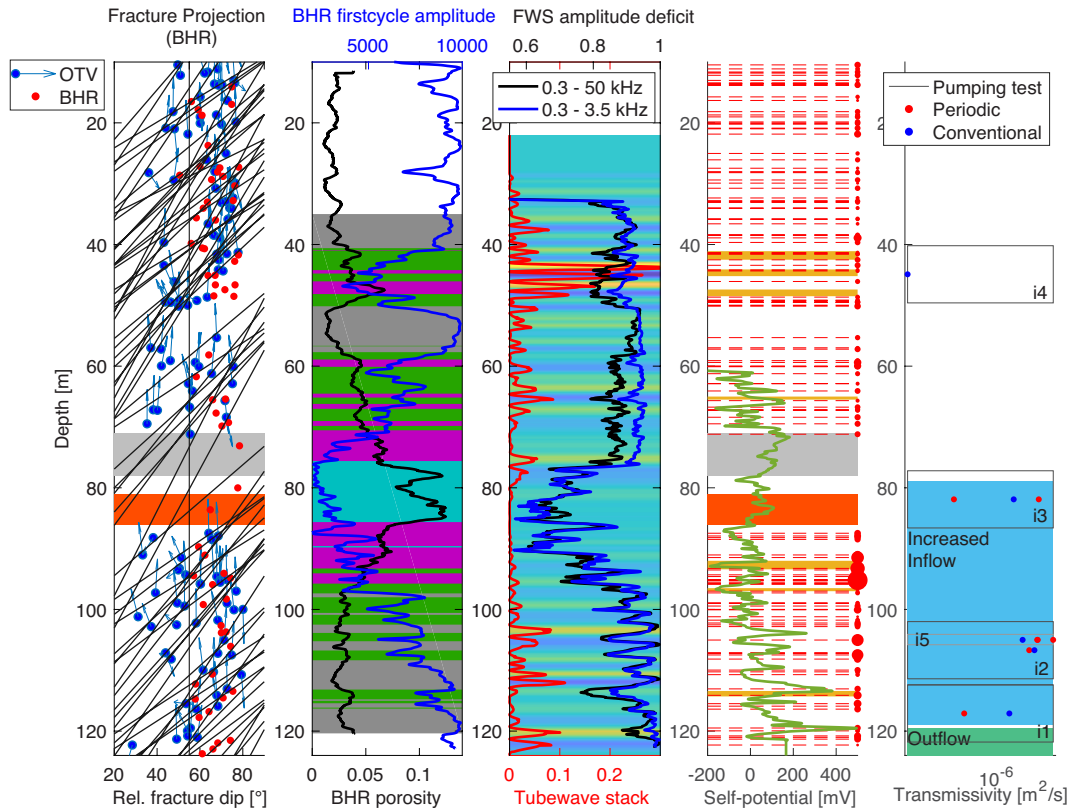 Fracture Projection
(BHR)
BHR firstcycle amplitude
5000 10000
FWS amplitude deficit
0.6 0.8 1
OTV
BHR
0.3 - 50 kHz
0.3 - 3.5 kHz
Pumping test
Periodic
Conventional
Depth [m]
20 20 20 20 20
40 40 40 40 40
60 60 60 60 60
80 80 80 80 80
100 100 100 100 100
120 120 120 120 120
i4
i3
Increased
Inflow
i5
i2
i1
Outflow
20 40 60 80
Rel. fracture dip [°]
0 0.05 0.1
BHR porosity
0 0.1 0.2
Tubewave stack
-200 0 200 400
Self-potential [mV]
10-6
Transmissivity [m²/s]